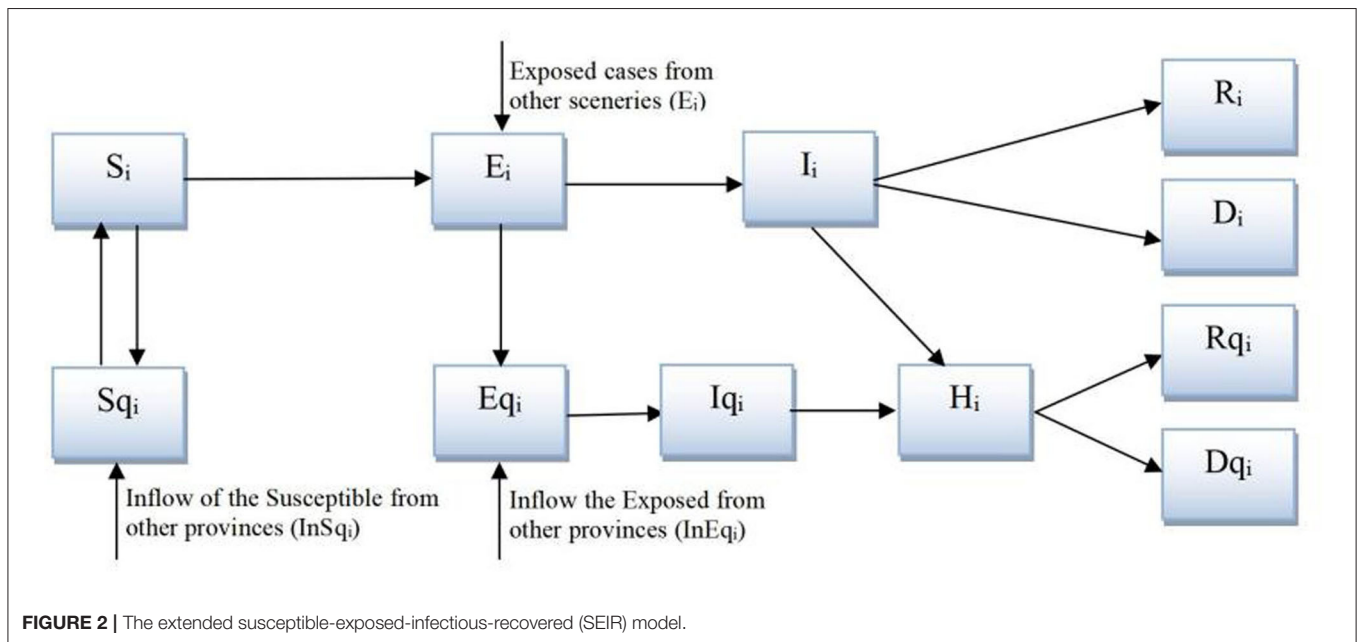 Exposed cases from
other sceneries (Eᵢ)
Rᵢ
Sᵢ
Eᵢ
Iᵢ
Dᵢ
Rqᵢ
Sqᵢ
Eqᵢ
Iqᵢ
Hᵢ
Dqᵢ
Inflow of the Susceptible from
other provinces (InSqᵢ)
Inflow the Exposed from
other provinces (InEqᵢ)
FIGURE 2 | The extended susceptible-exposed-infectious-recovered (SEIR) model.